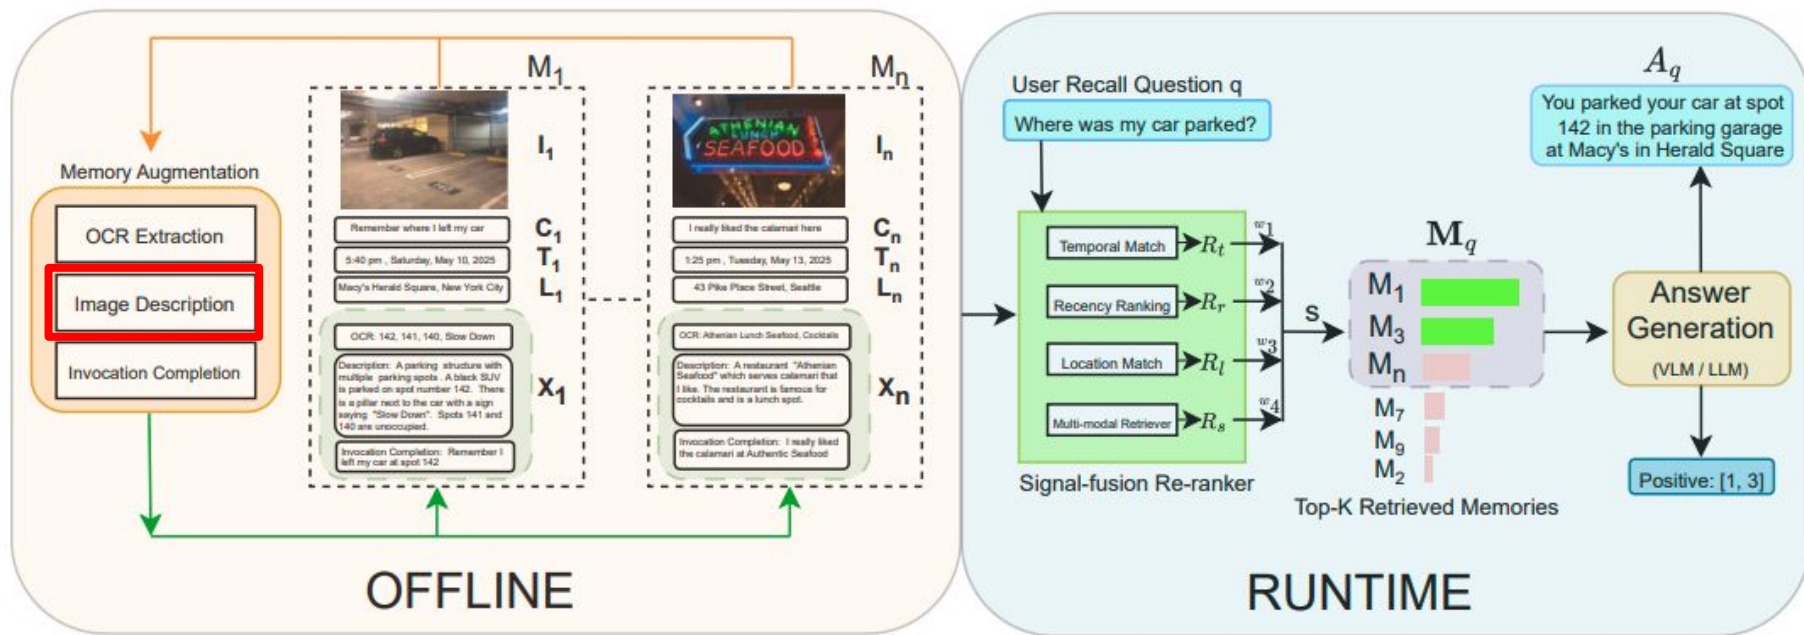 Memory Augmentation
OCR Extraction
Image Description
Invocation Completion
M1
I1
Remember where I left my car
C1
5:40 pm , Saturday, May 10, 2025
T1
Macy's Herald Square, New York City
L1
OCR: 142, 141, 140, Slow Down
Description: A parking structure with
multiple parking spots . A black SUV
is parked on spot number 142. There
is a pillar next to the car with a sign
saying "Slow Down". Spots 141 and
140 are unoccupied.
X1
Invocation Completion: Remember I
left my car at spot 142
Mn
ATHENIAN
LUNCH
SEAFOOD
In
I really liked the calamari here
Cn
1:25 pm , Tuesday, May 13, 2025
Tn
43 Pike Place Street, Seattle
Ln
OCR: Athenian Lunch Seafood, Cocktails
Description: A restaurant "Athenian
Seafood" which serves calamari that
I like. The restaurant is famous for
cocktails and is a lunch spot.
Xn
Invocation Completion: I really liked
the calamari at Authentic Seafood
OFFLINE
User Recall Question q
Where was my car parked?
Temporal Match
Rt
w1
Recency Ranking
Rr
w2
Location Match
Rl
w3
Multi-modal Retriever
Rs
w4
Signal-fusion Re-ranker
s
Mq
M1
M3
Mn
M7
M9
M2
Top-K Retrieved Memories
Aq
You parked your car at spot
142 in the parking garage
at Macy's in Herald Square
Answer
Generation
(VLM / LLM)
Positive: [1, 3]
RUNTIME